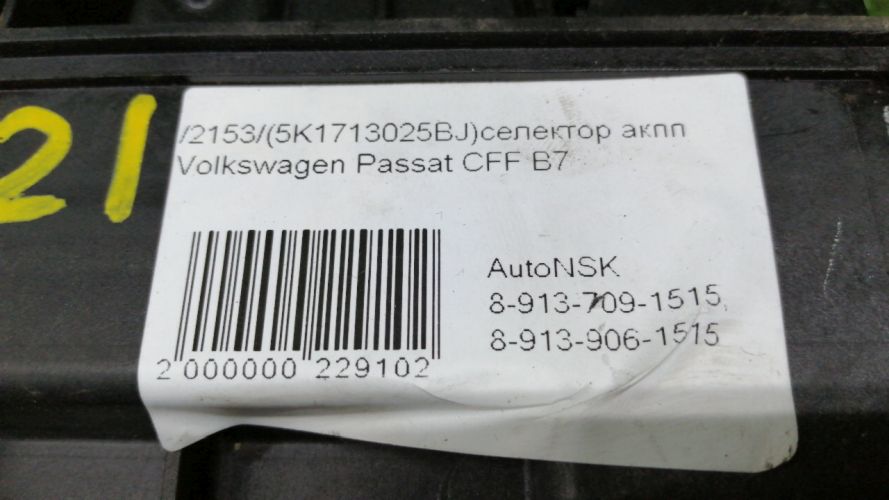 21
/2153/(5K1713025BJ)селектор акпп
Volkswagen Passat CFF B7
AutoNSK
8-913-709-1515
8-913-906-1515
2 000000 229102